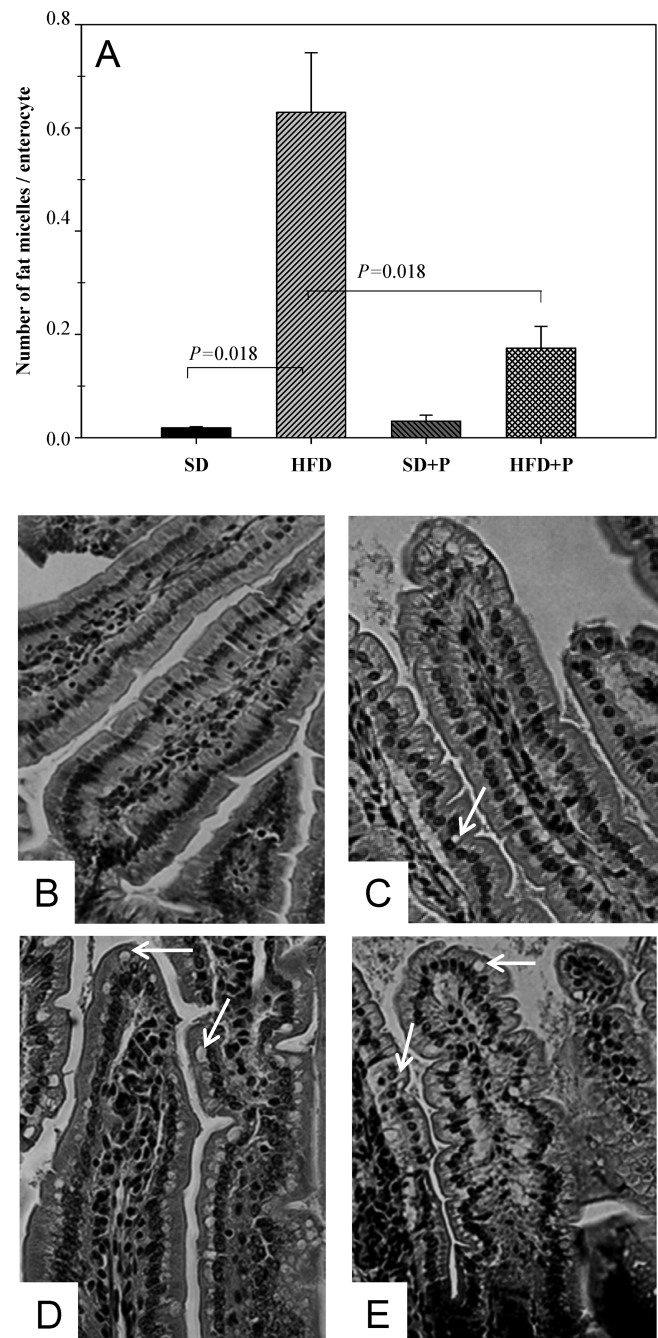 A
0.8
0.6
0.4
0.2
0.0
Number of fat micelles / enterocyte
P=0.018
P=0.018
SD HFD SD+P HFD+P
B
C
D
E